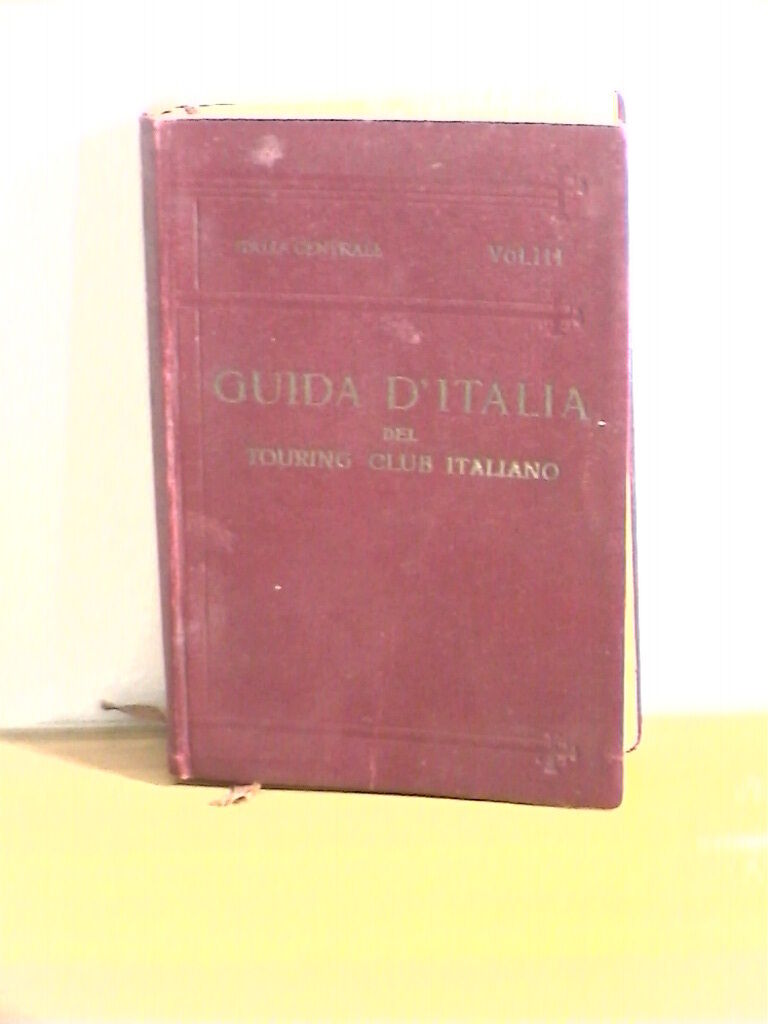 ITALIA CENTRALE VOL.III
GUIDA D'ITALIA
DEL
TOURING CLUB ITALIANO